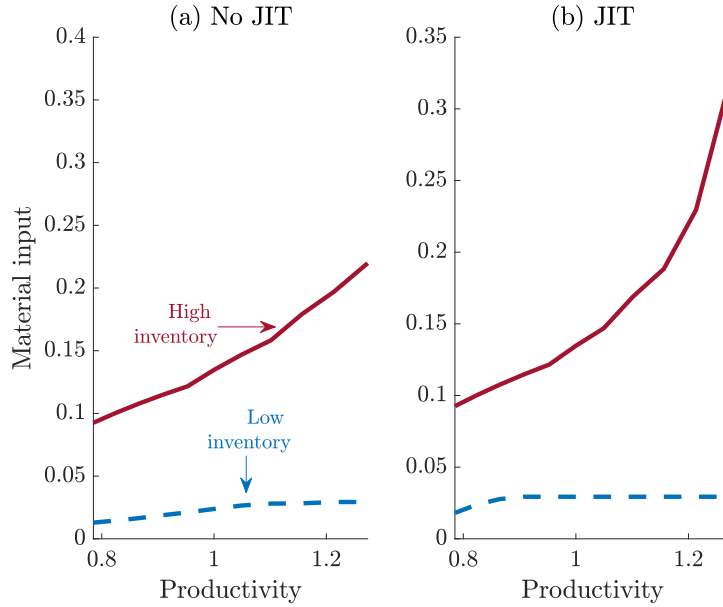 (a) No JIT
(b) JIT
Material input
0.4
0.35
0.3
0.25
0.2
0.15
0.1
0.05
0
High
inventory
Low
inventory
0.8
1
1.2
Productivity
0.35
0.3
0.25
0.2
0.15
0.1
0.05
0
0.8
1
1.2
Productivity